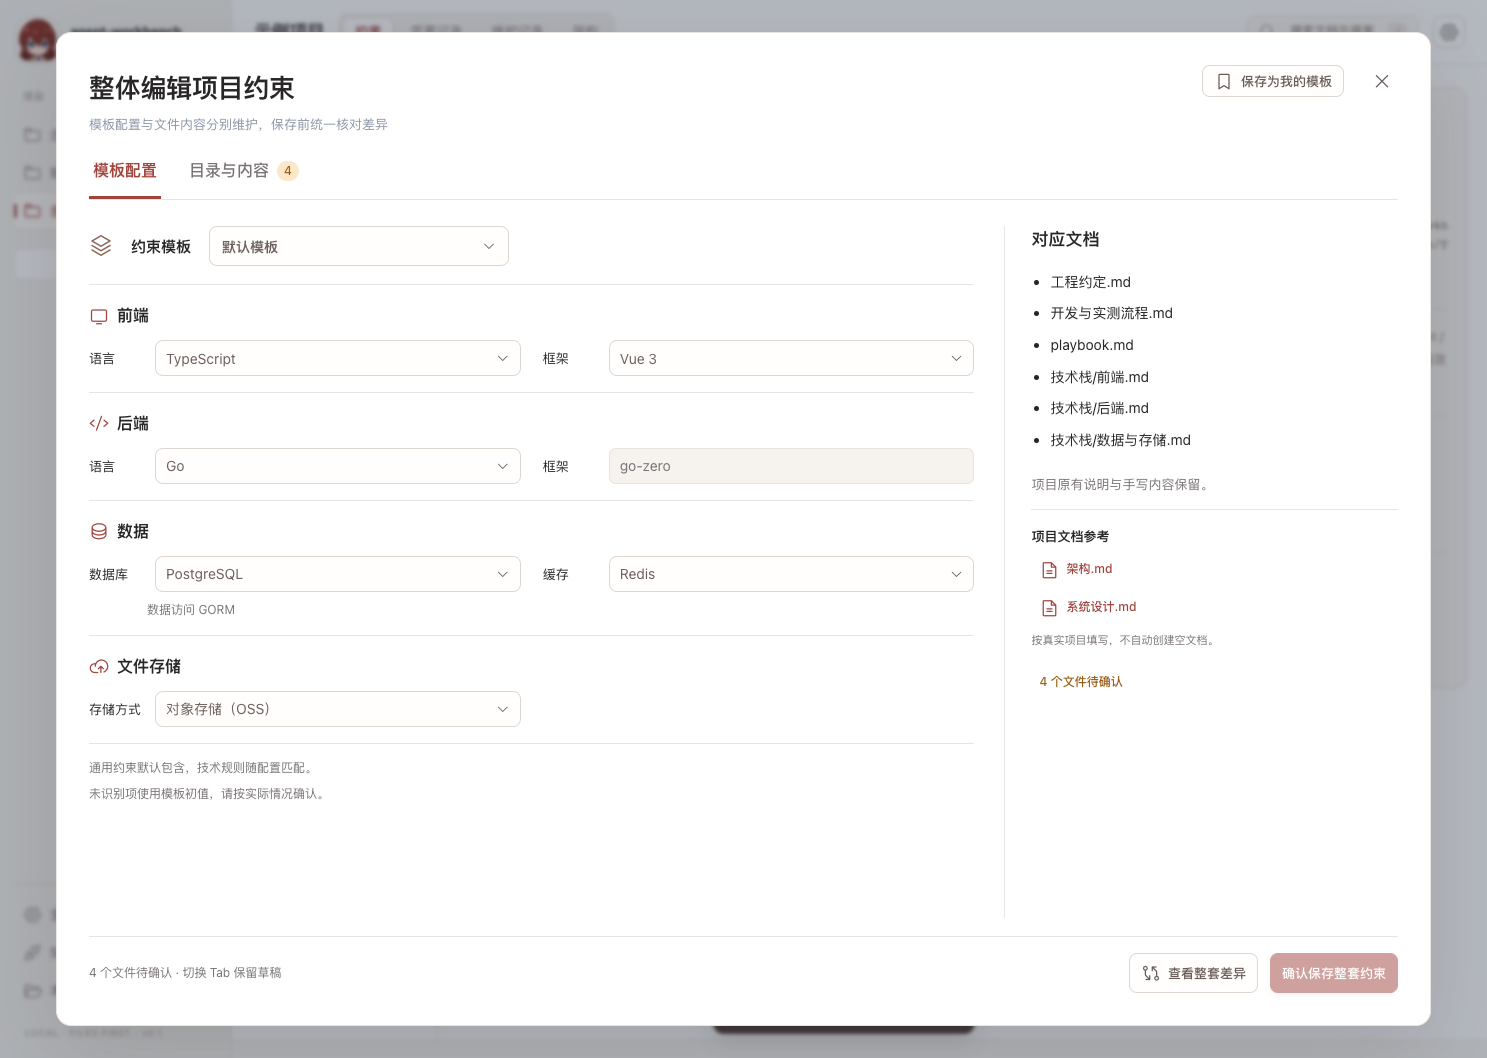 整体编辑项目约束
保存为我的模板
模板配置与文件内容分别维护，保存前统一核对差异
模板配置
目录与内容 4
约束模板 默认模板
前端
语言 TypeScript 框架 Vue 3
后端
语言 Go 框架 go-zero
数据
数据库 PostgreSQL 缓存 Redis
数据访问 GORM
文件存储
存储方式 对象存储（OSS）
通用约束默认包含，技术规则随配置匹配。
未识别项使用模板初值，请按实际情况确认。
对应文档
工程约定.md
开发与实测流程.md
playbook.md
技术栈/前端.md
技术栈/后端.md
技术栈/数据与存储.md
项目原有说明与手写内容保留。
项目文档参考
架构.md
系统设计.md
按真实项目填写，不自动创建空文档。
4 个文件待确认
4 个文件待确认 · 切换 Tab 保留草稿
查看整套差异
确认保存整套约束